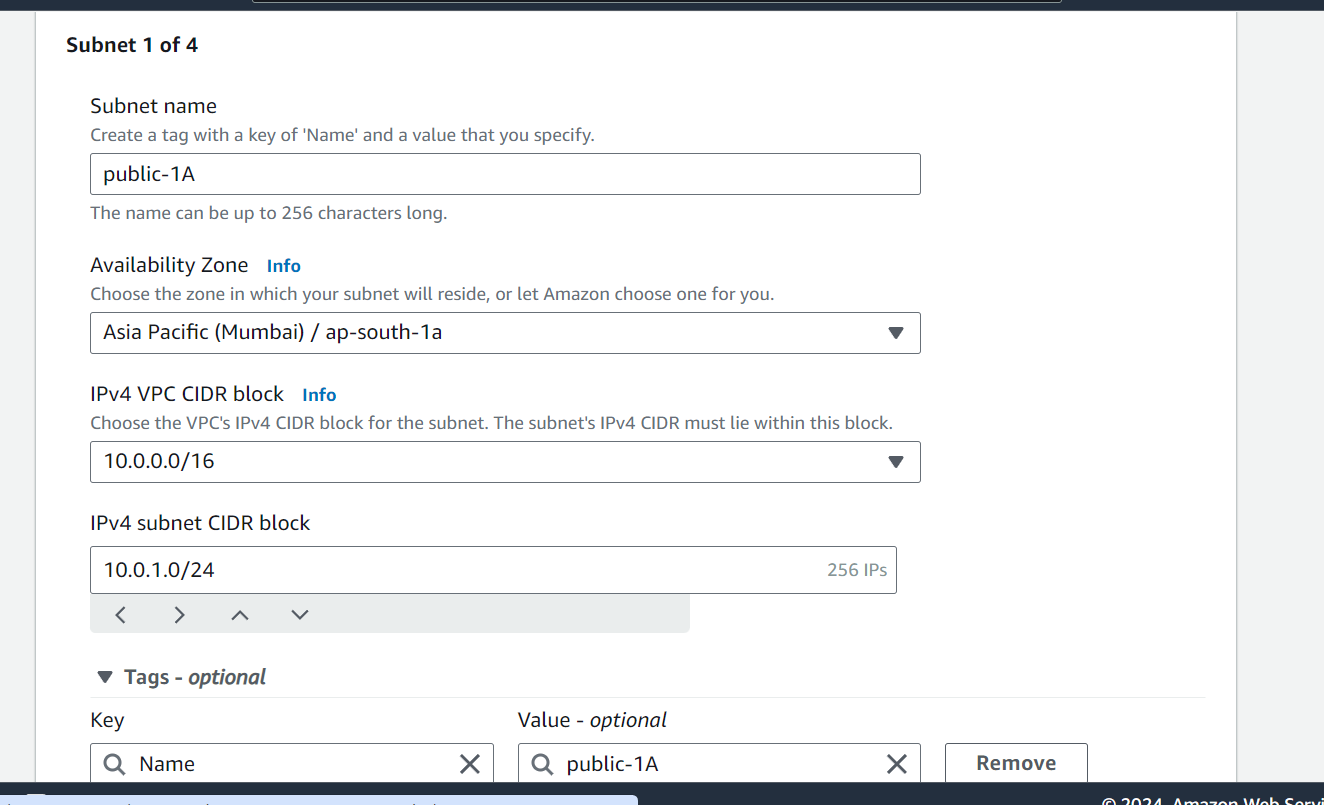 Subnet 1 of 4
Subnet name
Create a tag with a key of 'Name' and a value that you specify.
public-1A
The name can be up to 256 characters long.
Availability Zone Info
Choose the zone in which your subnet will reside, or let Amazon choose one for you.
Asia Pacific (Mumbai) / ap-south-1a
IPv4 VPC CIDR block Info
Choose the VPC's IPv4 CIDR block for the subnet. The subnet's IPv4 CIDR must lie within this block.
10.0.0.0/16
IPv4 subnet CIDR block
10.0.1.0/24 256 IPs
Tags - optional
Key Value - optional
Name public-1A Remove
© 2024, Amazon Web Servi